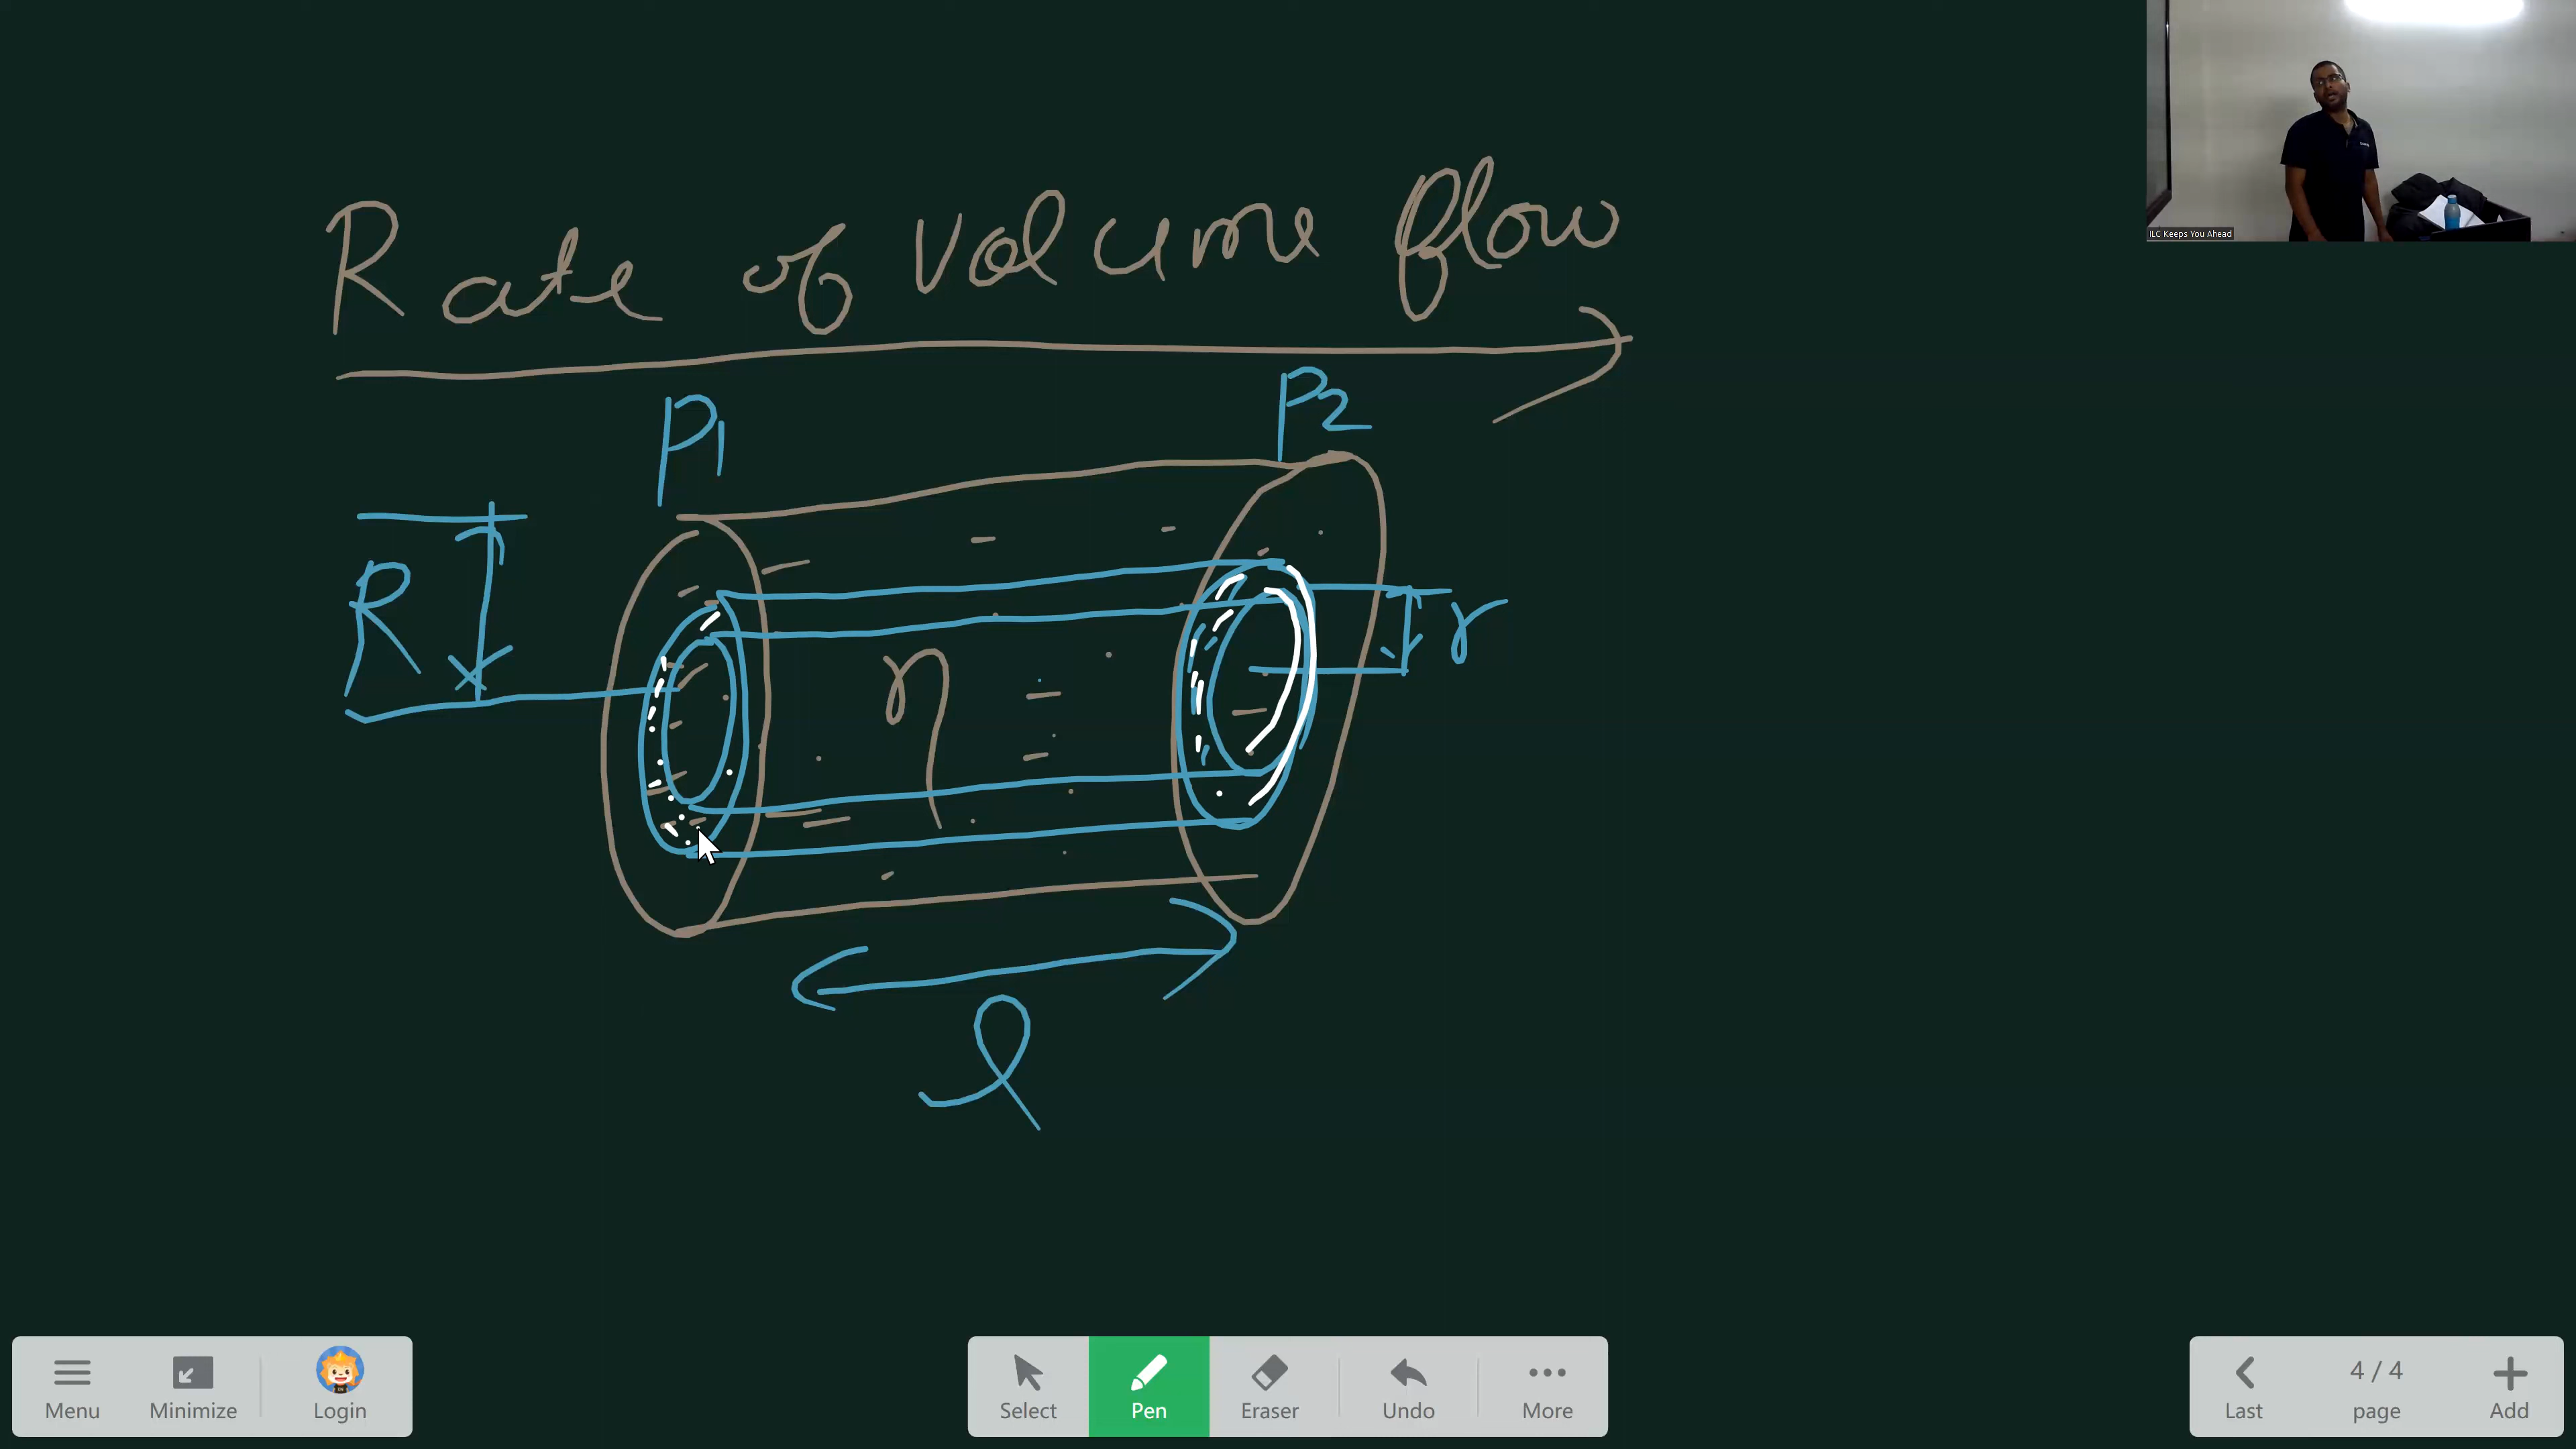 ILC Keeps You Ahead
Rate of volume flow
P1
P2
R
r
η
l
Menu
Minimize
Login
Select
Pen
Eraser
Undo
More
Last
4 / 4
page
Add